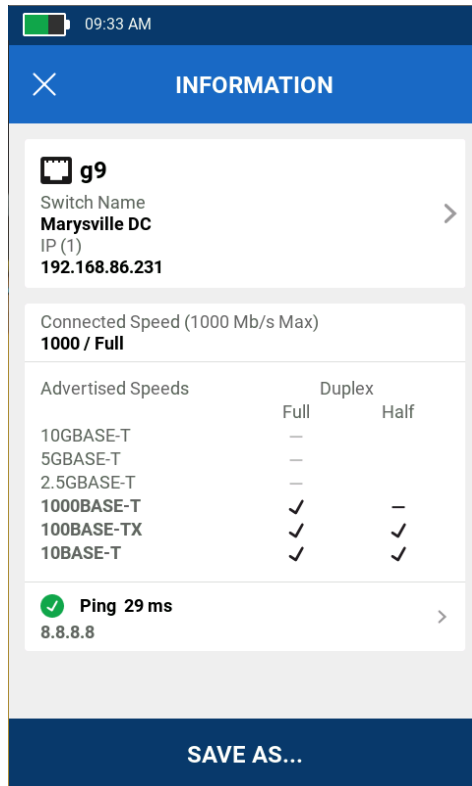 09:33 AM
INFORMATION
g9
Switch Name
Marysville DC
IP (1)
192.168.86.231
Connected Speed (1000 Mb/s Max)
1000 / Full
Advertised Speeds Duplex
Full Half
10GBASE-T –
5GBASE-T –
2.5GBASE-T –
1000BASE-T ✓ –
100BASE-TX ✓ ✓
10BASE-T ✓ ✓
Ping 29 ms
8.8.8.8
SAVE AS...